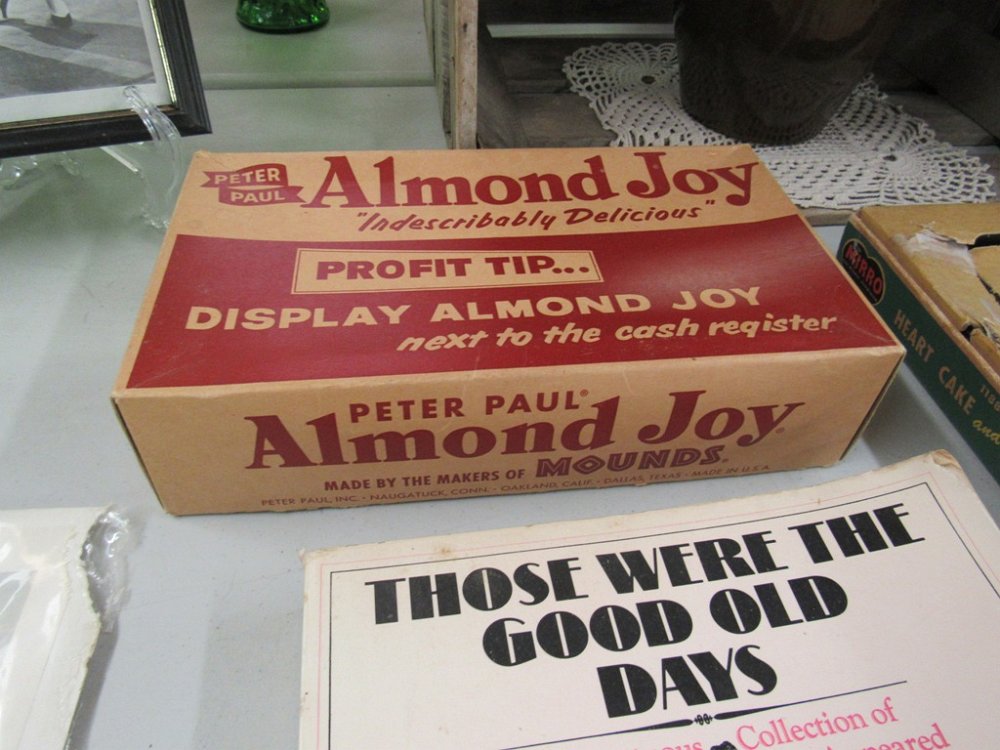 PETER
PAUL
Almond Joy
"Indescribably Delicious"
PROFIT TIP...
DISPLAY ALMOND JOY
next to the cash register
PETER PAUL®
Almond Joy®
MADE BY THE MAKERS OF MOUNDS®
PETER PAUL, INC. · NAUGATUCK, CONN. · OAKLAND, CALIF. · DALLAS, TEXAS · MADE IN U.S.A.
MIRRO
HEART CAKE
and
THOSE WERE THE
GOOD OLD
DAYS
Collection of